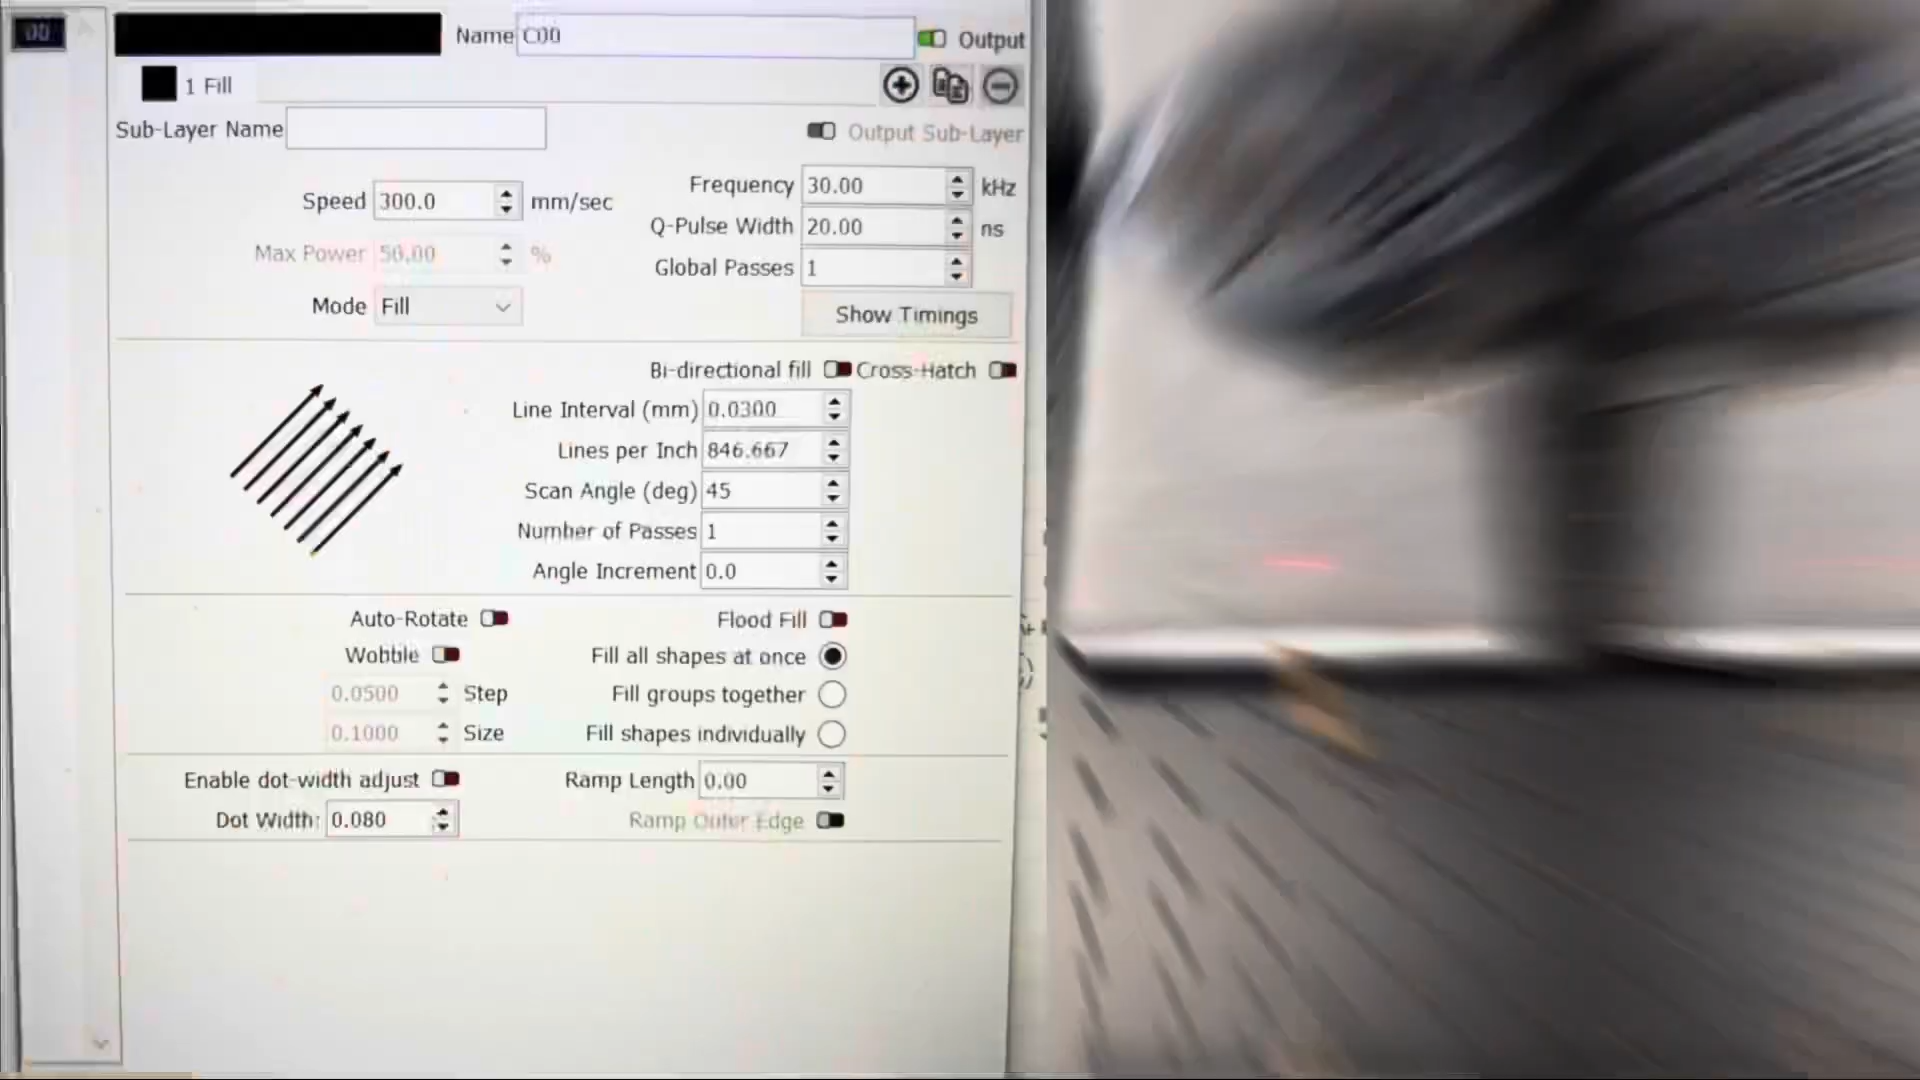 00
Name C00 Output
1 Fill
Sub-Layer Name Output Sub-Layer
Speed 300.0 mm/sec
Frequency 30.00 kHz
Q-Pulse Width 20.00 ns
Max Power 50.00 %
Global Passes 1
Mode Fill
Show Timings
Bi-directional fill Cross-Hatch
Line Interval (mm) 0.0300
Lines per Inch 846.667
Scan Angle (deg) 45
Number of Passes 1
Angle Increment 0.0
Auto-Rotate Flood Fill
Wobble Fill all shapes at once
0.0500 Step Fill groups together
0.1000 Size Fill shapes individually
Enable dot-width adjust Ramp Length 0.00
Dot Width: 0.080 Ramp Outer Edge